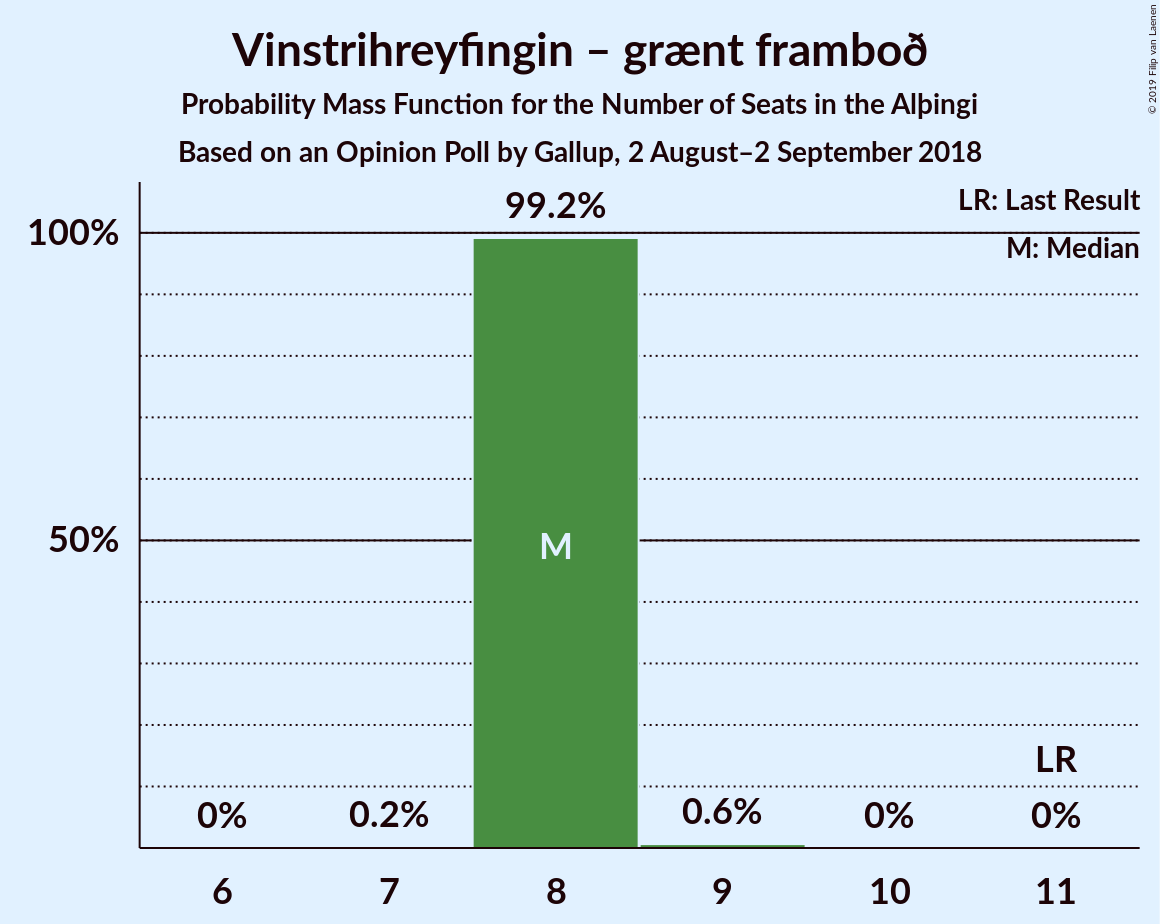 Vinstrihreyfingin – grænt framboð
Probability Mass Function for the Number of Seats in the Alþingi
Based on an Opinion Poll by Gallup, 2 August–2 September 2018
© 2019 Filip van Laenen
LR: Last Result
M: Median
99.2%
100%
50%
M
LR
0%
0.2%
0.6%
0%
0%
6
7
8
9
10
11